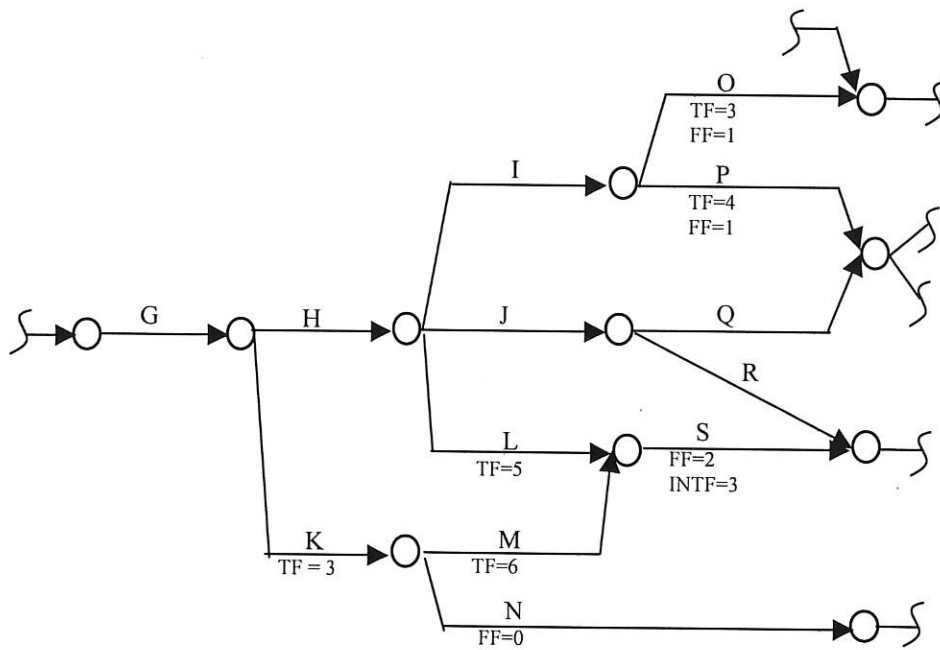 O
TF=3
FF=1
I
P
TF=4
FF=1
G
H
J
Q
R
L
TF=5
S
FF=2
INTF=3
K
TF = 3
M
TF=6
N
FF=0